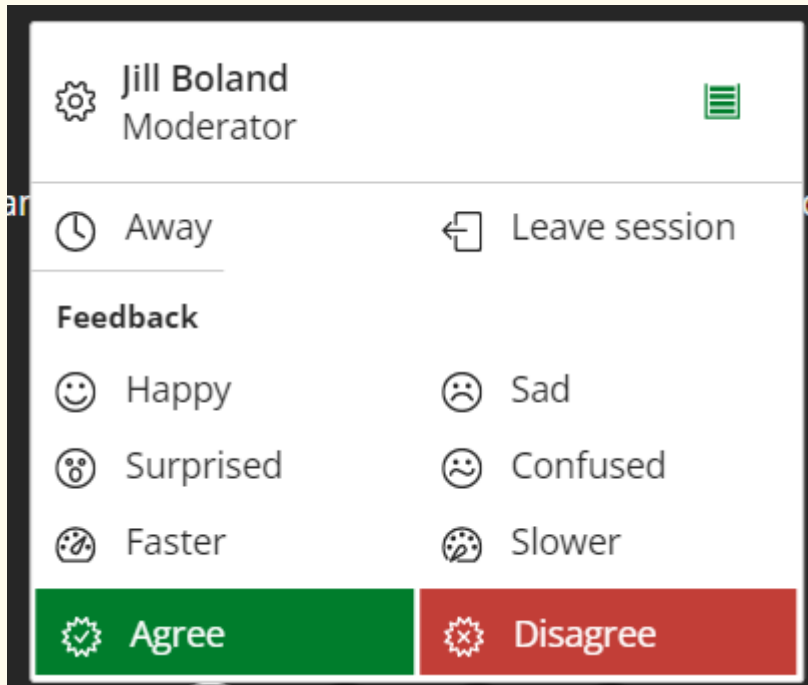 Jill Boland
Moderator
Away
Leave session
Feedback
Happy
Sad
Surprised
Confused
Faster
Slower
Agree
Disagree